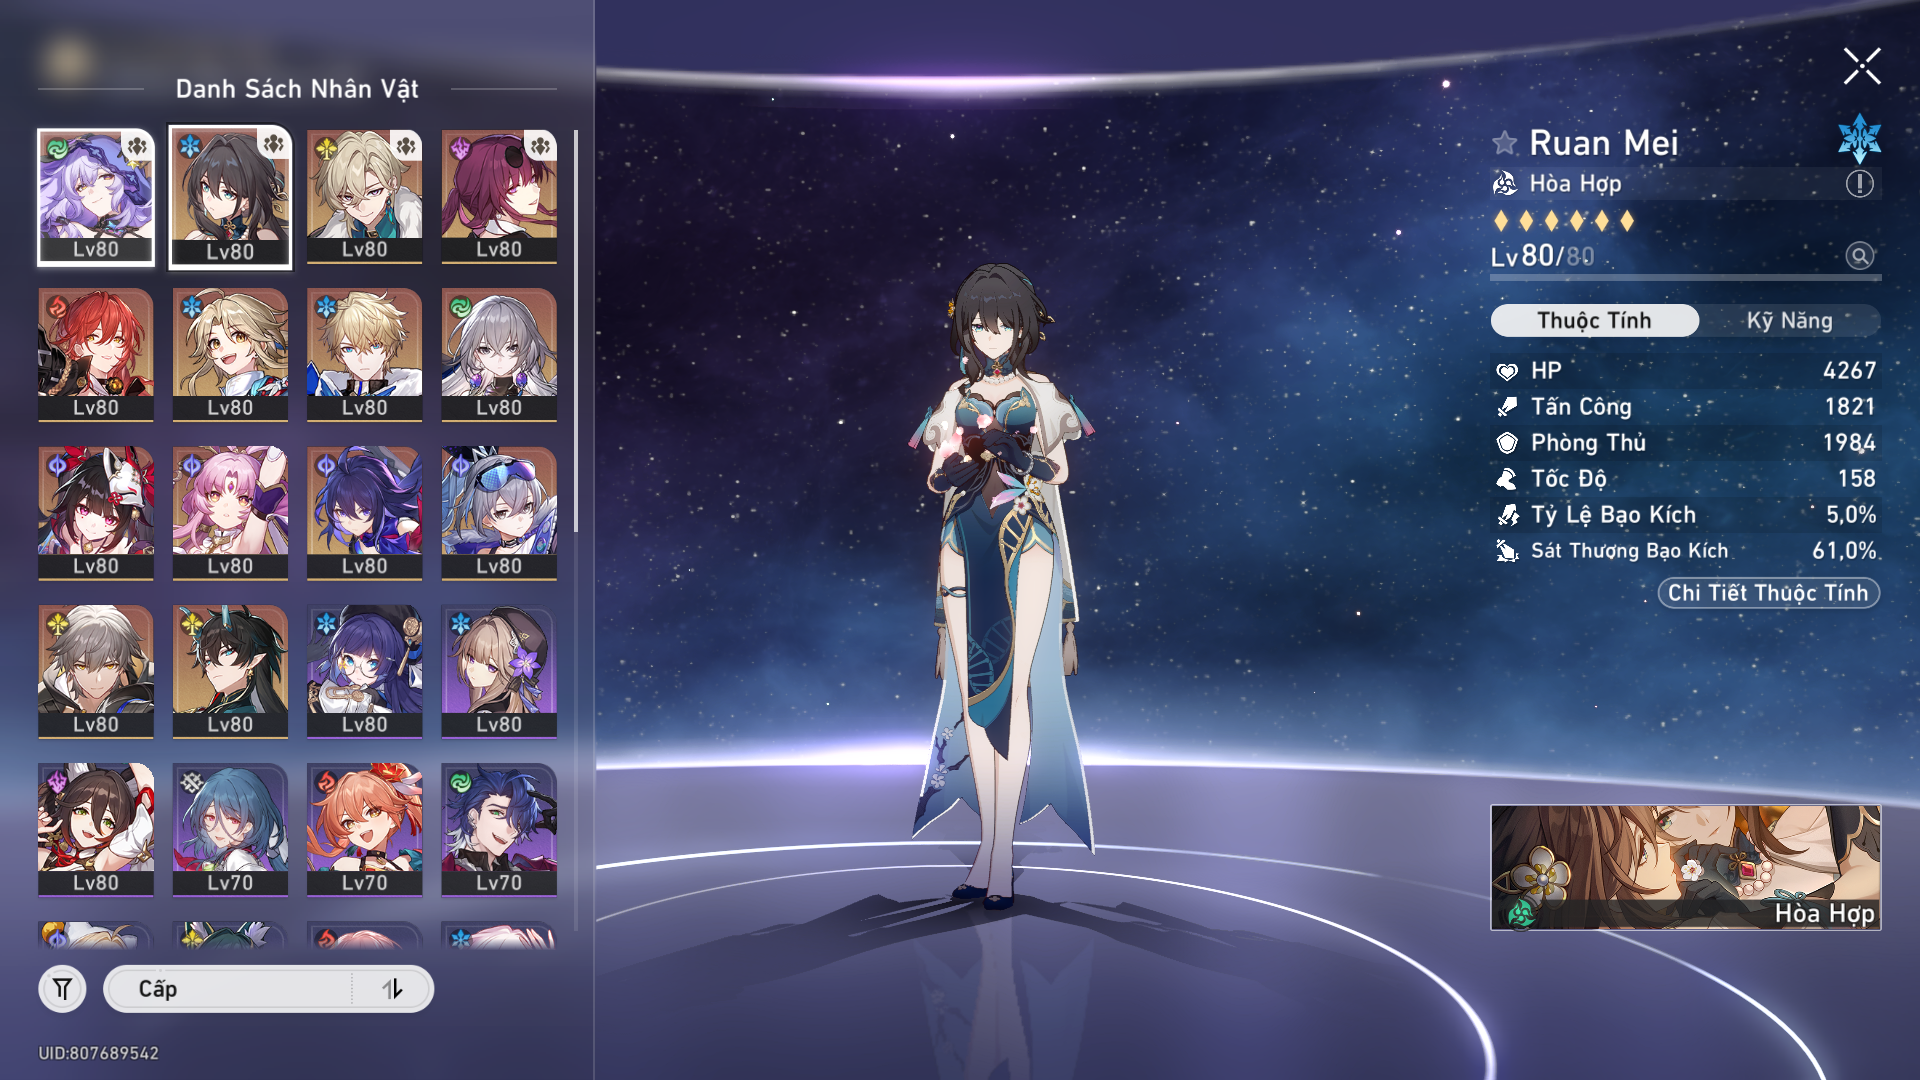 Danh Sách Nhân Vật
Lv80 Lv80 Lv80 Lv80
Lv80 Lv80 Lv80 Lv80
Lv80 Lv80 Lv80 Lv80
Lv80 Lv80 Lv80 Lv80
Lv80 Lv70 Lv70 Lv70
Cấp
UID:807689542
Ruan Mei
Hòa Hợp
Lv80/80
Thuộc Tính Kỹ Năng
HP 4267
Tấn Công 1821
Phòng Thủ 1984
Tốc Độ 158
Tỷ Lệ Bạo Kích 5,0%
Sát Thương Bạo Kích 61,0%
Chi Tiết Thuộc Tính
Hòa Hợp